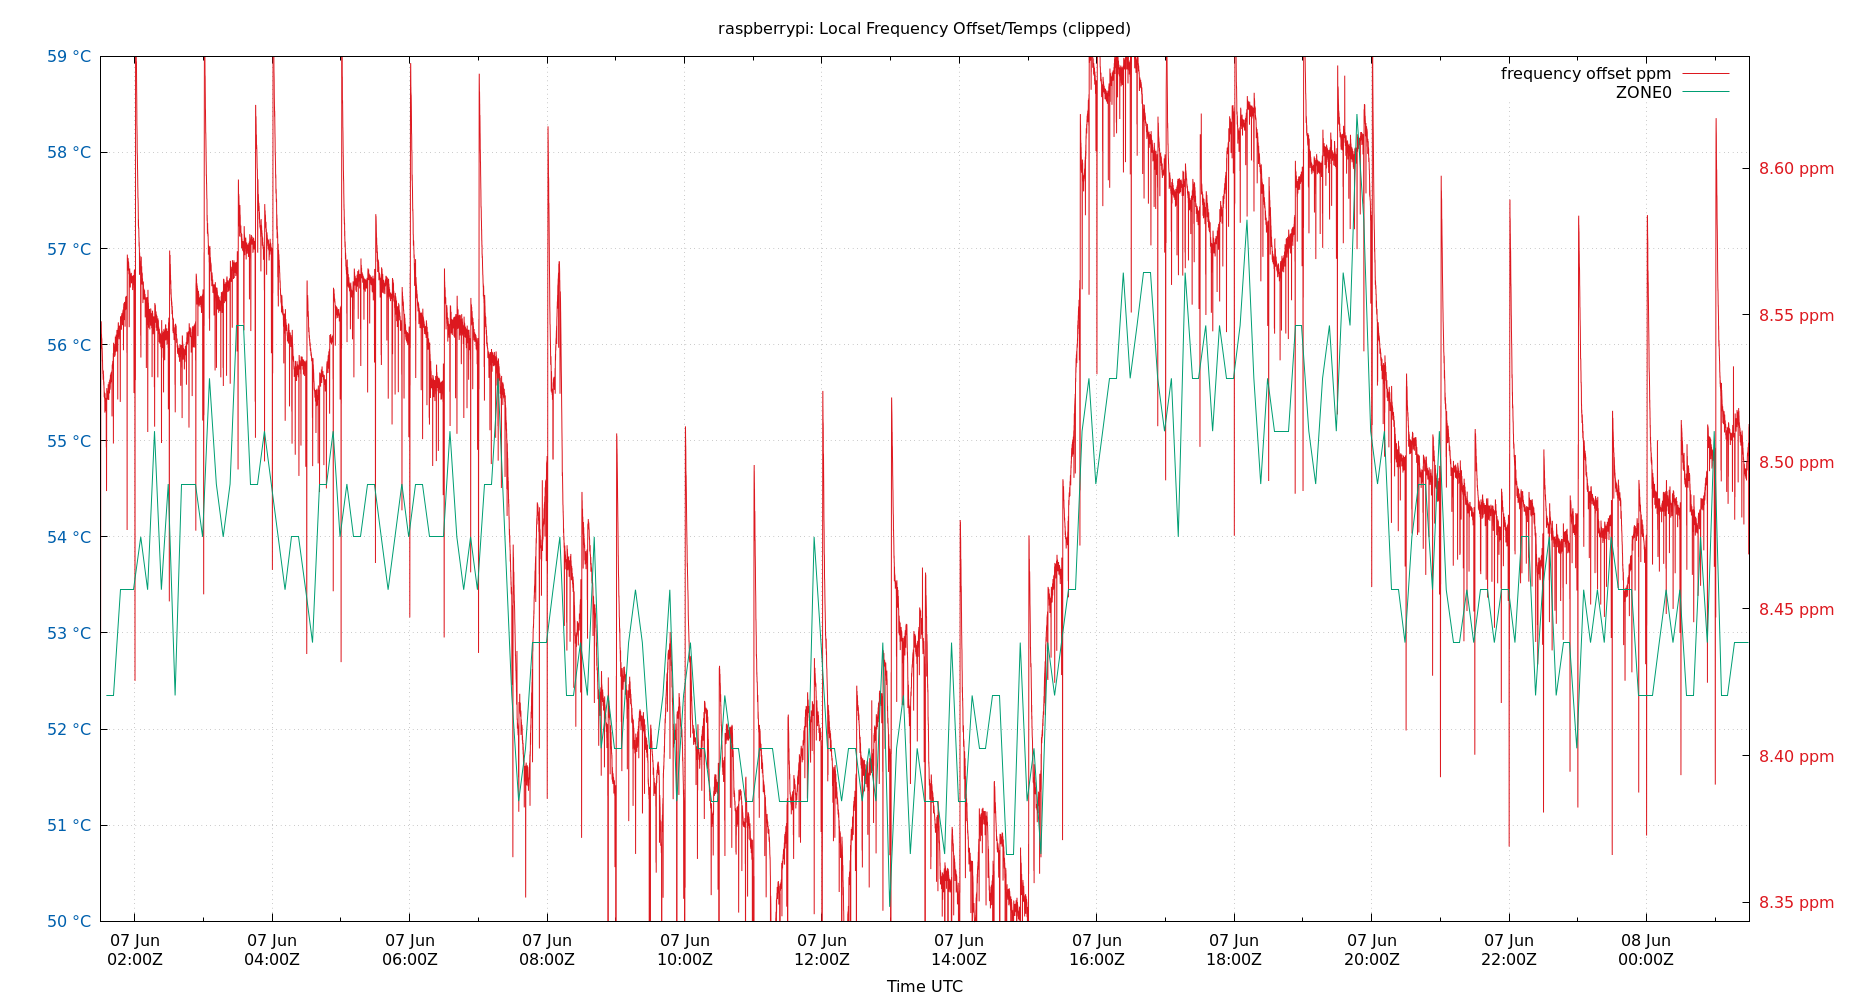 raspberrypi: Local Frequency Offset/Temps (clipped)
59 °C
58 °C
57 °C
56 °C
55 °C
54 °C
53 °C
52 °C
51 °C
50 °C
frequency offset ppm
ZONE0
8.60 ppm
8.55 ppm
8.50 ppm
8.45 ppm
8.40 ppm
8.35 ppm
07 Jun
02:00Z
07 Jun
04:00Z
07 Jun
06:00Z
07 Jun
08:00Z
07 Jun
10:00Z
07 Jun
12:00Z
07 Jun
14:00Z
07 Jun
16:00Z
07 Jun
18:00Z
07 Jun
20:00Z
07 Jun
22:00Z
08 Jun
00:00Z
Time UTC